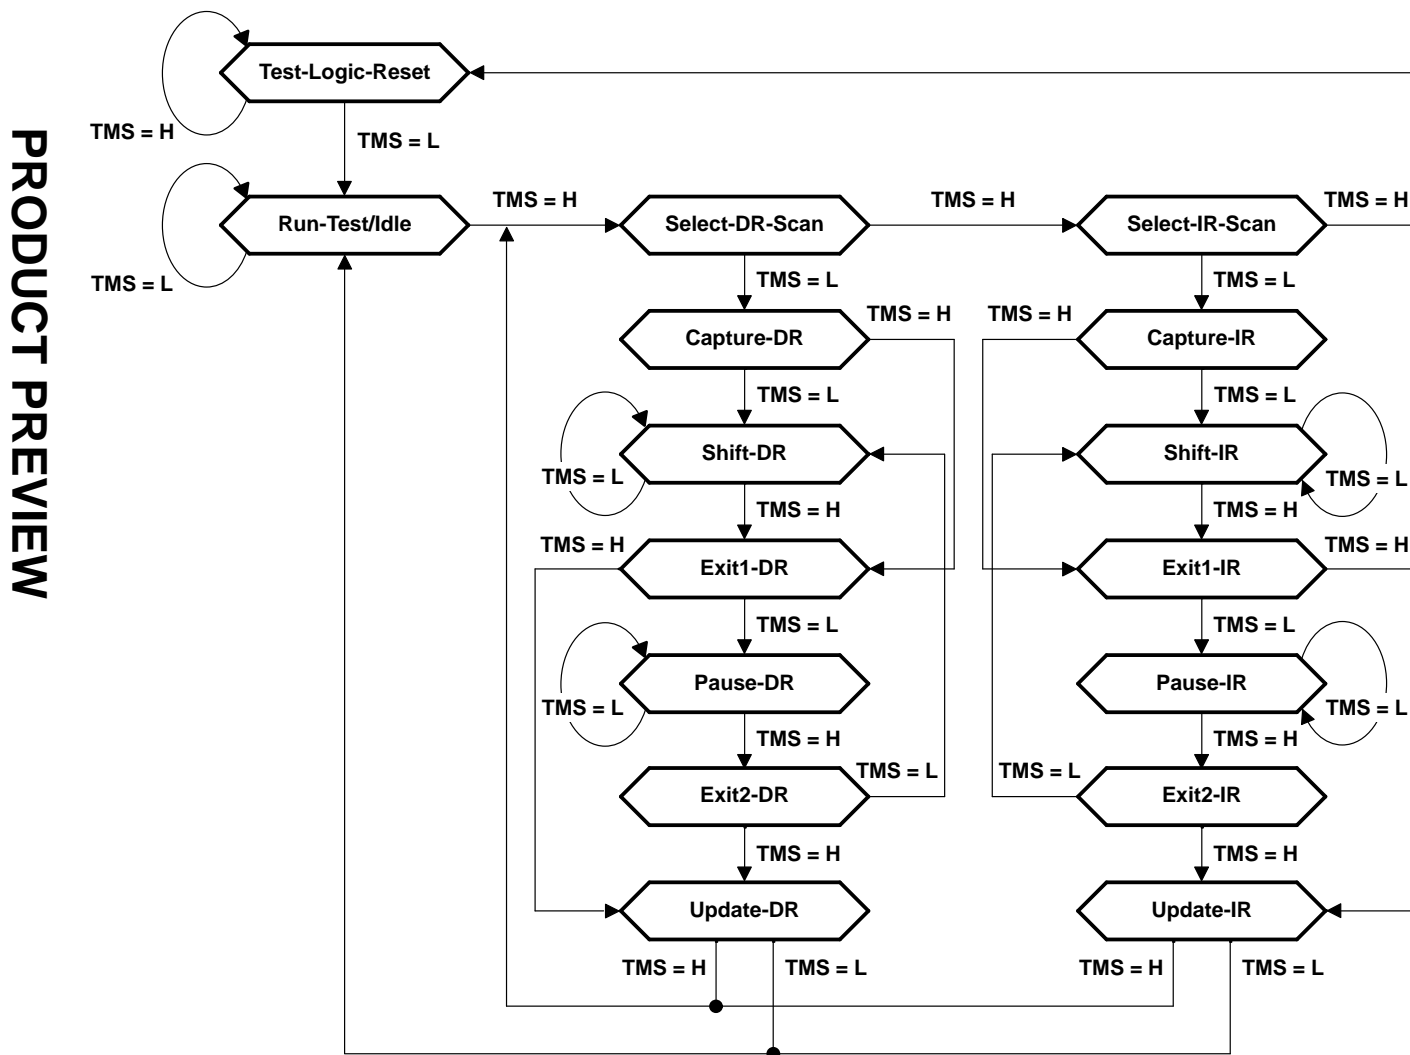 PRODUCT PREVIEW
Test-Logic-Reset
TMS = H
TMS = L
Run-Test/Idle
TMS = L
TMS = H
Select-DR-Scan
TMS = H
Select-IR-Scan
TMS = H
TMS = L
TMS = L
Capture-DR
TMS = H
TMS = H
Capture-IR
TMS = L
TMS = L
Shift-DR
TMS = L
Shift-IR
TMS = L
TMS = H
TMS = H
TMS = H
Exit1-DR
Exit1-IR
TMS = H
TMS = L
TMS = L
Pause-DR
TMS = L
Pause-IR
TMS = L
TMS = H
TMS = H
Exit2-DR
TMS = L
TMS = L
Exit2-IR
TMS = H
TMS = H
Update-DR
Update-IR
TMS = H
TMS = L
TMS = H
TMS = L